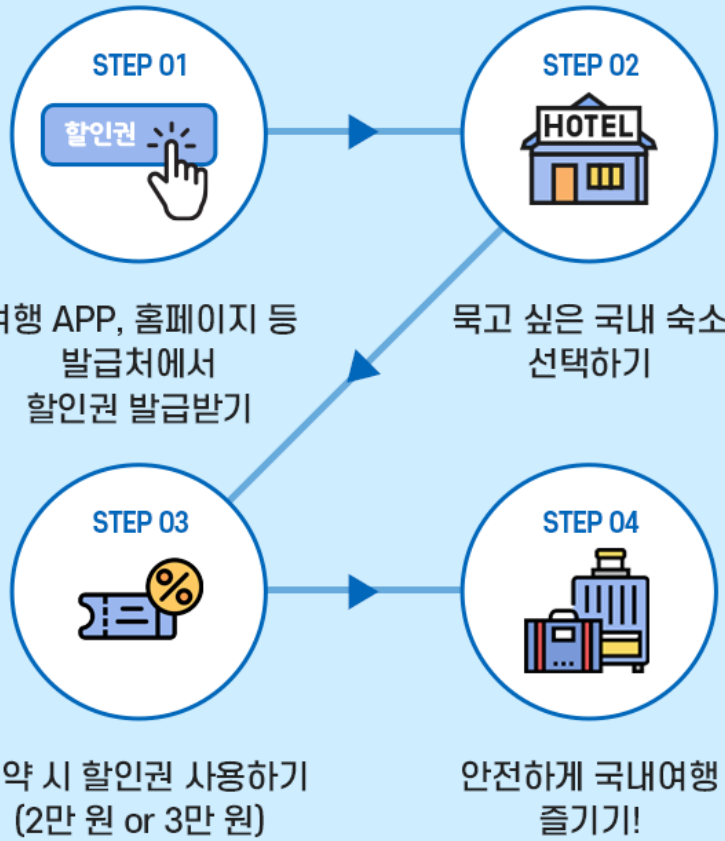 STEP 01
할인권
여행 APP, 홈페이지 등
발급처에서
할인권 발급받기
STEP 02
HOTEL
묵고 싶은 국내 숙소
선택하기
STEP 03
약 시 할인권 사용하기
(2만 원 or 3만 원)
STEP 04
안전하게 국내여행
즐기기!